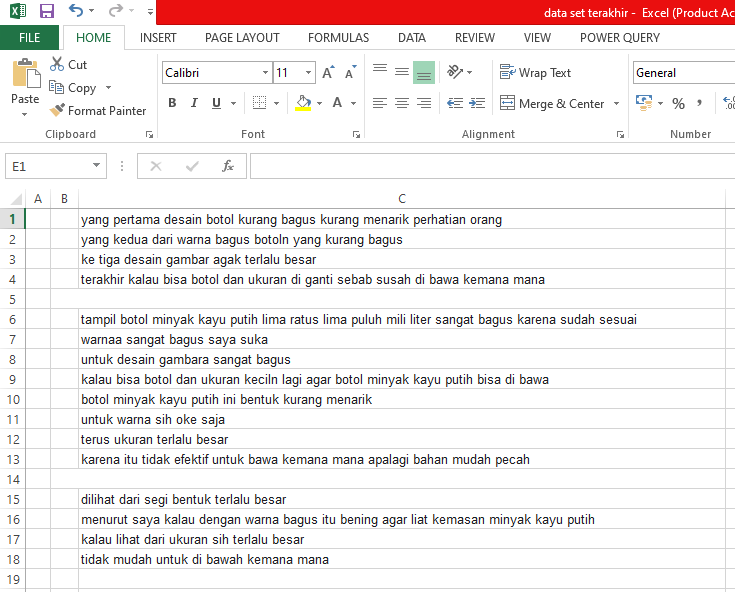 data set terakhir - Excel (Product Ac
FILE HOME INSERT PAGE LAYOUT FORMULAS DATA REVIEW VIEW POWER QUERY
Paste
Cut
Copy
Format Painter
Clipboard
Calibri 11
B I U A
Font
Wrap Text
Merge & Center
Alignment
General
% ,
Number
E1 fx
A B C
1 yang pertama desain botol kurang bagus kurang menarik perhatian orang
2 yang kedua dari warna bagus botoln yang kurang bagus
3 ke tiga desain gambar agak terlalu besar
4 terakhir kalau bisa botol dan ukuran di ganti sebab susah di bawa kemana mana
5
6 tampil botol minyak kayu putih lima ratus lima puluh mili liter sangat bagus karena sudah sesuai
7 warnaa sangat bagus saya suka
8 untuk desain gambara sangat bagus
9 kalau bisa botol dan ukuran keciln lagi agar botol minyak kayu putih bisa di bawa
10 botol minyak kayu putih ini bentuk kurang menarik
11 untuk warna sih oke saja
12 terus ukuran terlalu besar
13 karena itu tidak efektif untuk bawa kemana mana apalagi bahan mudah pecah
14
15 dilihat dari segi bentuk terlalu besar
16 menurut saya kalau dengan warna bagus itu bening agar liat kemasan minyak kayu putih
17 kalau lihat dari ukuran sih terlalu besar
18 tidak mudah untuk di bawah kemana mana
19